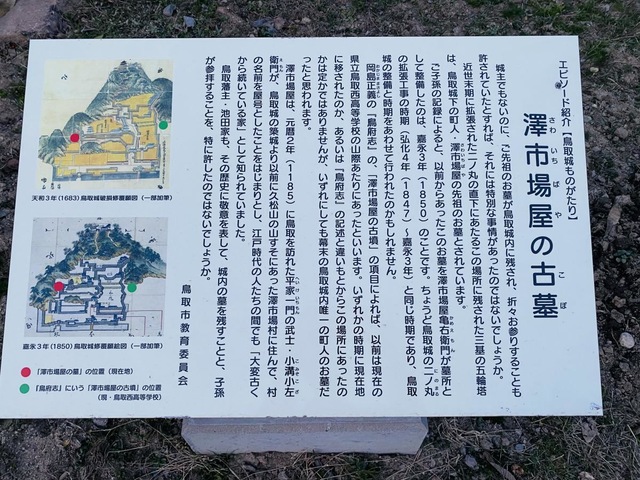 エピソード紹介【鳥取城ものがたり】
澤市場屋の古墓
さわいちばや こぼ
城主でもないのに、ご先祖のお墓が鳥取城内に残され、折々お参りすることも
許されていたとすれば、それには特別な事情があったのではないでしょうか。
近世末期に拡張された二ノ丸の直下にあたるこの場所に残された三基の五輪塔
は、鳥取城下の町人・澤市場屋の先祖のお墓とされています。
ご子孫の記録によると、以前からあったこのお墓を澤市場屋亀右衛門が墓所と
して整備したのは、嘉永3年（1850）のことです。ちょうど鳥取城の二ノ丸
の拡張工事の時期（弘化4年（1847）～嘉永3年）と同じ時期であり、鳥取
城の整備と時期をあわせて行われたのかもしれません。
岡島正義の『鳥府志』の、「澤市場屋の古墳」の項目によれば、以前は現在の
県立鳥取西高等学校の山際あたりにあったといいます。いずれかの時期に現在地
に移されたのか、あるいは『鳥府志』の記述と違いもとからこの場所にあったの
かは定かではありませんが、いずれにしても幕末の鳥取城内唯一の町人のお墓だ
ったと思われます。
澤市場屋は、元暦2年（1185）に鳥取を訪れた平家一門の武士・小溝小左
衛門が、鳥取城の築城より以前に久松山の山すそにあった澤市場村に住んで、村
の名前を屋号としたことをはじまりとし、江戸時代の人たちの間でも「大変古く
から続いている家」として知られていました。
鳥取藩主・池田家も、その歴史に敬意を表して、城内の墓を残すことと、子孫
が参拝することを、特に許したのではないでしょうか。
鳥取市教育委員会
天和3年(1683)鳥取城破損修覆願図（一部加筆）
嘉永3年(1850)鳥取城修覆願絵図（一部加筆）
「澤市場屋の墓」の位置（現在地）
『鳥府志』にいう「澤市場屋の古墳」の位置
（現・鳥取西高等学校）